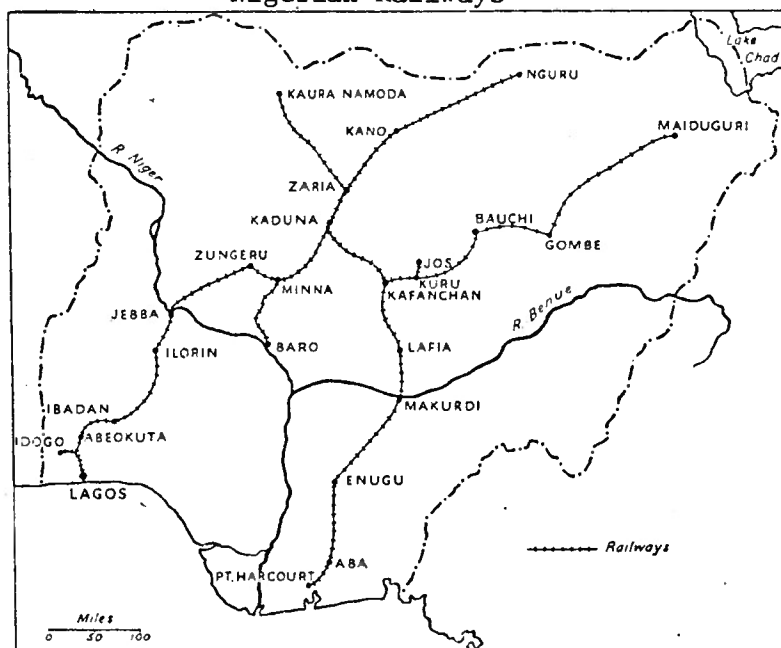 Nigerian Railways
Lake
Chad
NGURU
KAURA NAMODA
KANO
MAIDUGURI
R. Niger
ZARIA
KADUNA
BAUCHI
ZUNGERU
GOMBE
JOS
KURU
MINNA
KAFANCHAN
R. Benue
JEBBA
BARO
LAFIA
ILORIN
MAKURDI
IBADAN
IDOGO
ABEOKUTA
ENUGU
LAGOS
Railways
ABA
PT. HARCOURT
Miles
0 50 100